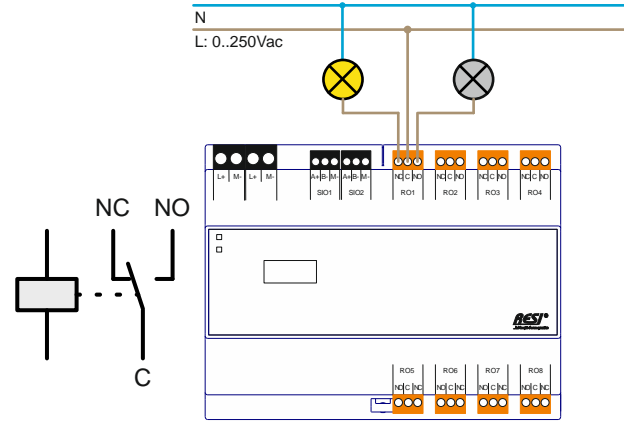 N
L: 0..250Vac
L+ M- L+ M- A+ B- M- A+ B- M- NC C NO NC C NO NC C NO NC C NO
SIO1 SIO2 RO1 RO2 RO3 RO4
NC NO
RESI®
C
RO5 RO6 RO7 RO8
NO C NC NO C NC NO C NC NO C NC